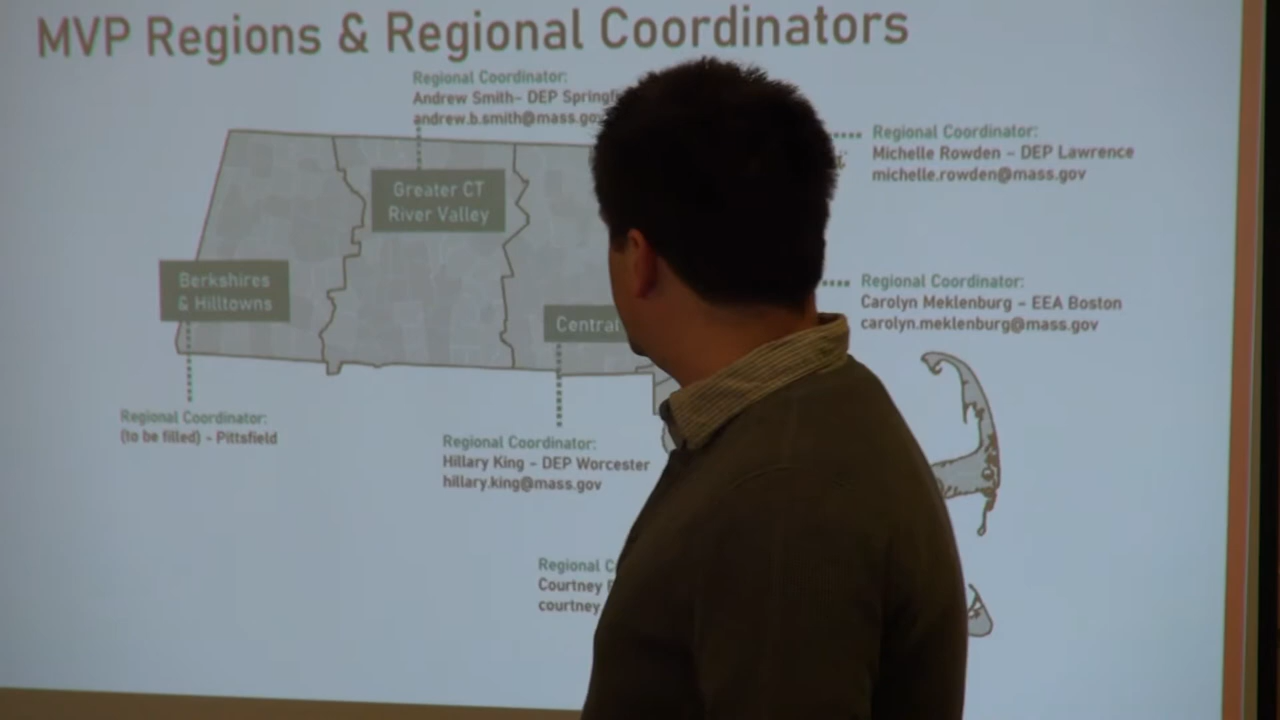 MVP Regions & Regional Coordinators
Regional Coordinator:
Andrew Smith– DEP
andrew.b.smith@mass.gov
Regional Coordinator:
Michelle Rowden – DEP Lawrence
michelle.rowden@mass.gov
Greater CT
River Valley
Berkshires
& Hilltowns
Central
Regional Coordinator:
Carolyn Meklenburg – EEA Boston
carolyn.meklenburg@mass.gov
Regional Coordinator:
(to be filled) - Pittsfield
Regional Coordinator:
Hillary King – DEP Worcester
hillary.king@mass.gov
Regional
Courtney
courtney